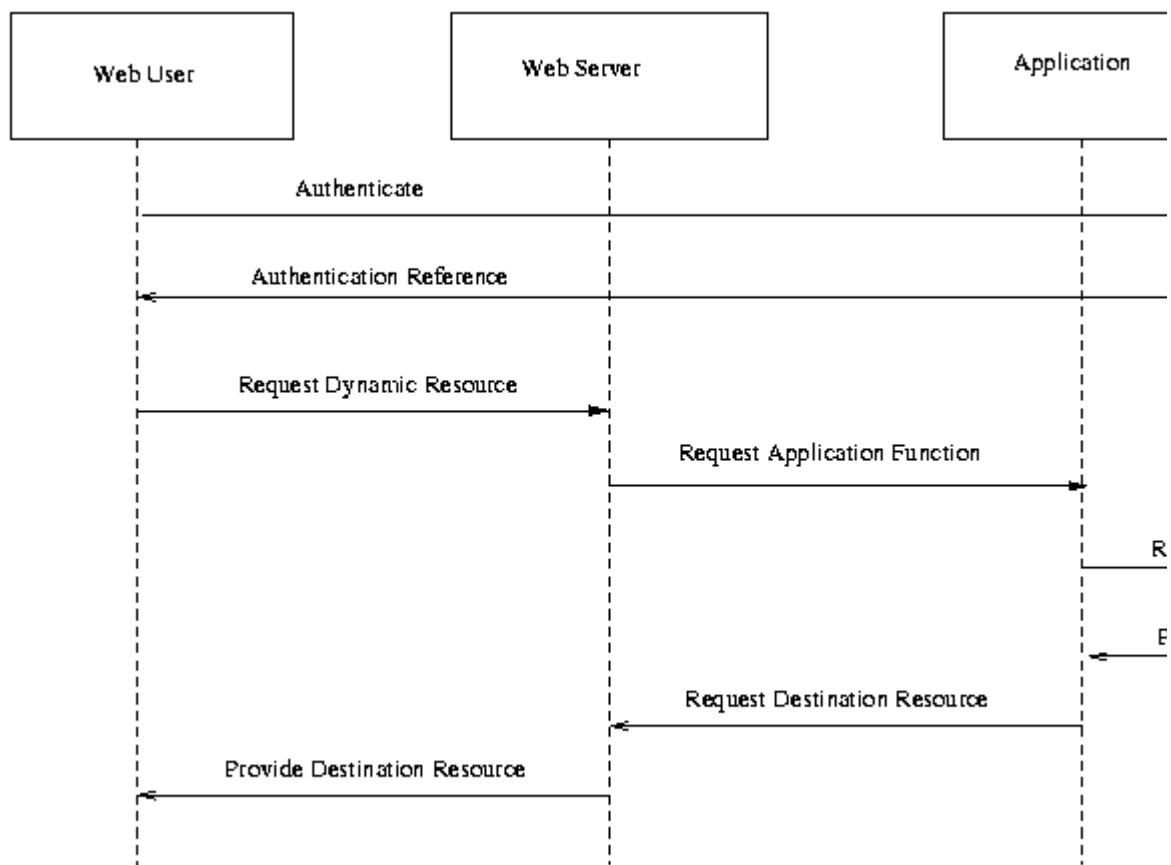 Web User
Web Server
Application
Authenticate
Authentication Reference
Request Dynamic Resource
Request Application Function
R
Request Destination Resource
Provide Destination Resource